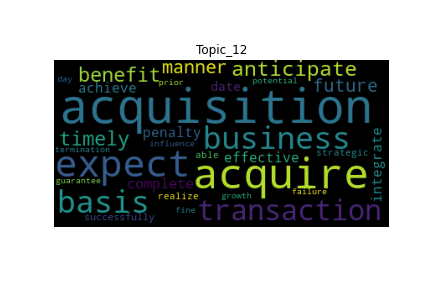 Topic_12
benefit manner anticipate
day prior potential
achieve date future
acquisition
timely penalty business
termination influence able effective strategic integrate
expect acquire
guarantee complete failure
basis realize growth transaction
successfully fine